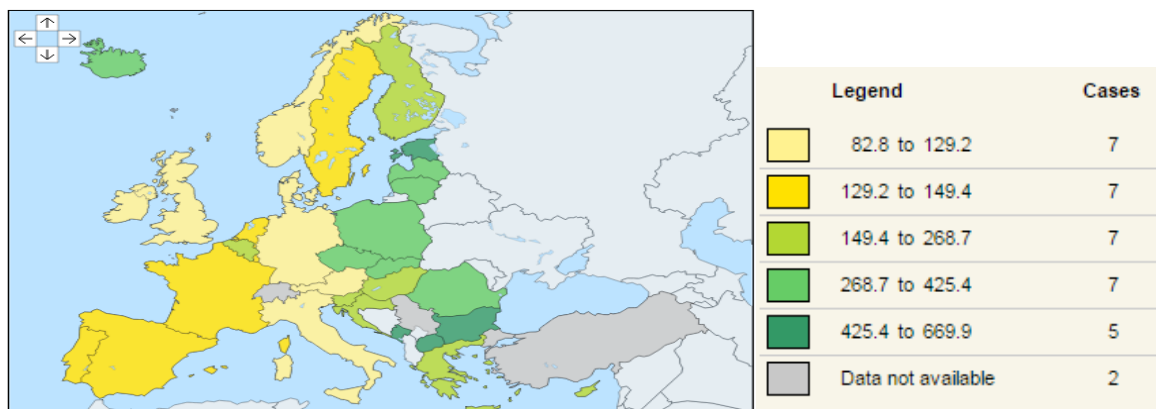 Legend Cases
82.8 to 129.2 7
129.2 to 149.4 7
149.4 to 268.7 7
268.7 to 425.4 7
425.4 to 669.9 5
Data not available 2